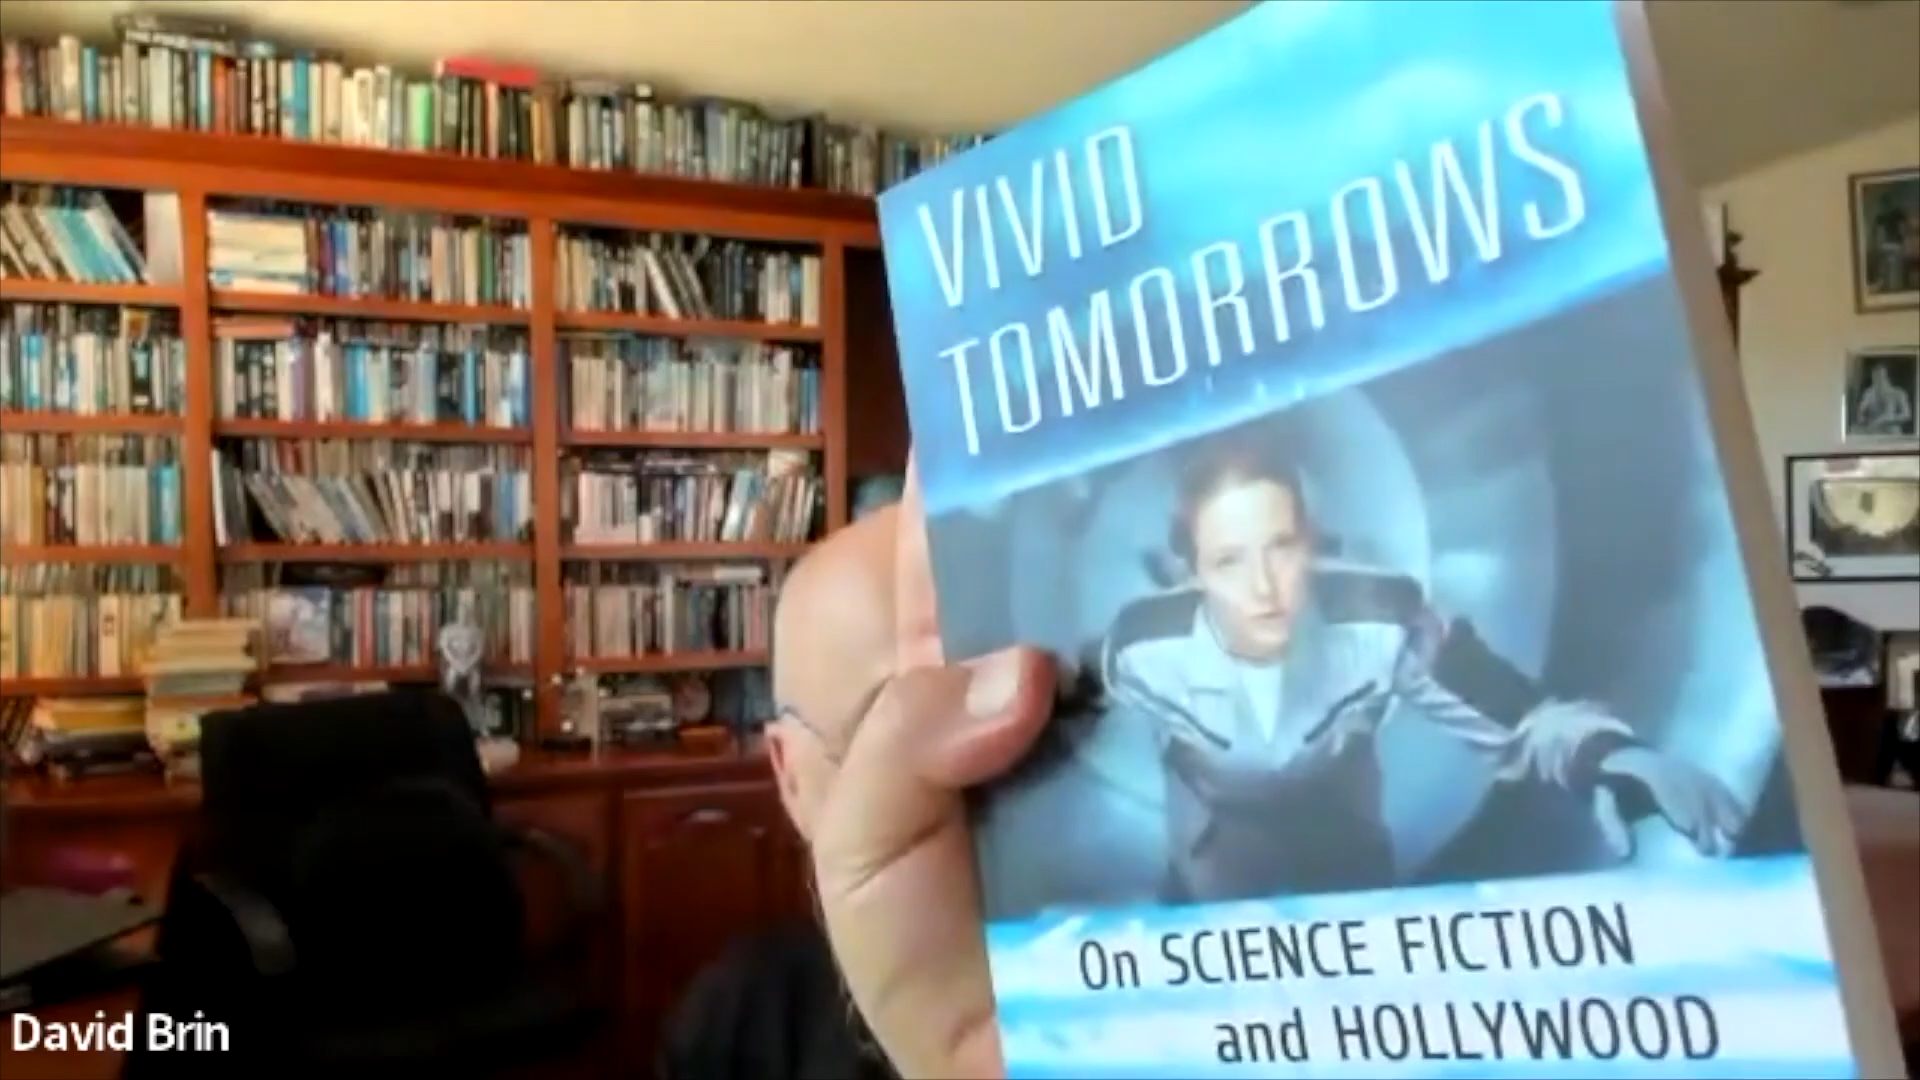 VIVID
TOMORROWS
On SCIENCE FICTION
and HOLLYWOOD
David Brin